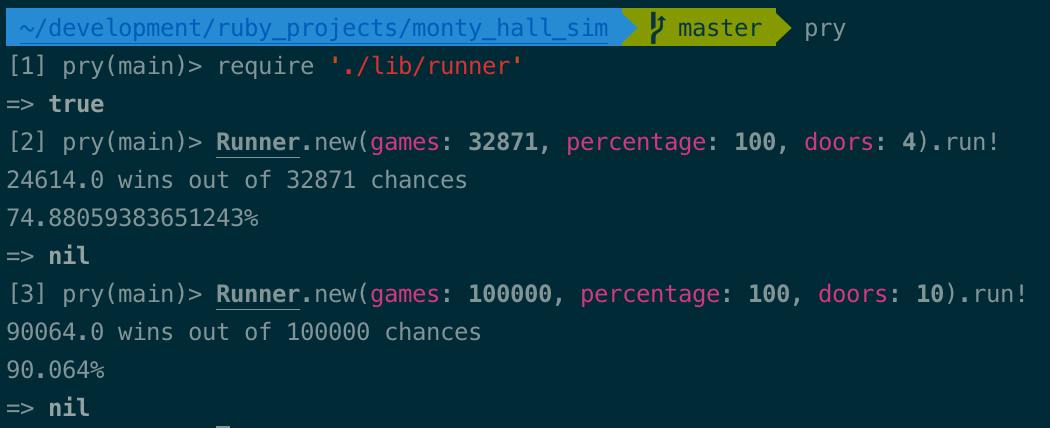 ~/development/ruby_projects/monty_hall_sim master pry
[1] pry(main)> require './lib/runner'
=> true
[2] pry(main)> Runner.new(games: 32871, percentage: 100, doors: 4).run!
24614.0 wins out of 32871 chances
74.88059383651243%
=> nil
[3] pry(main)> Runner.new(games: 100000, percentage: 100, doors: 10).run!
90064.0 wins out of 100000 chances
90.064%
=> nil